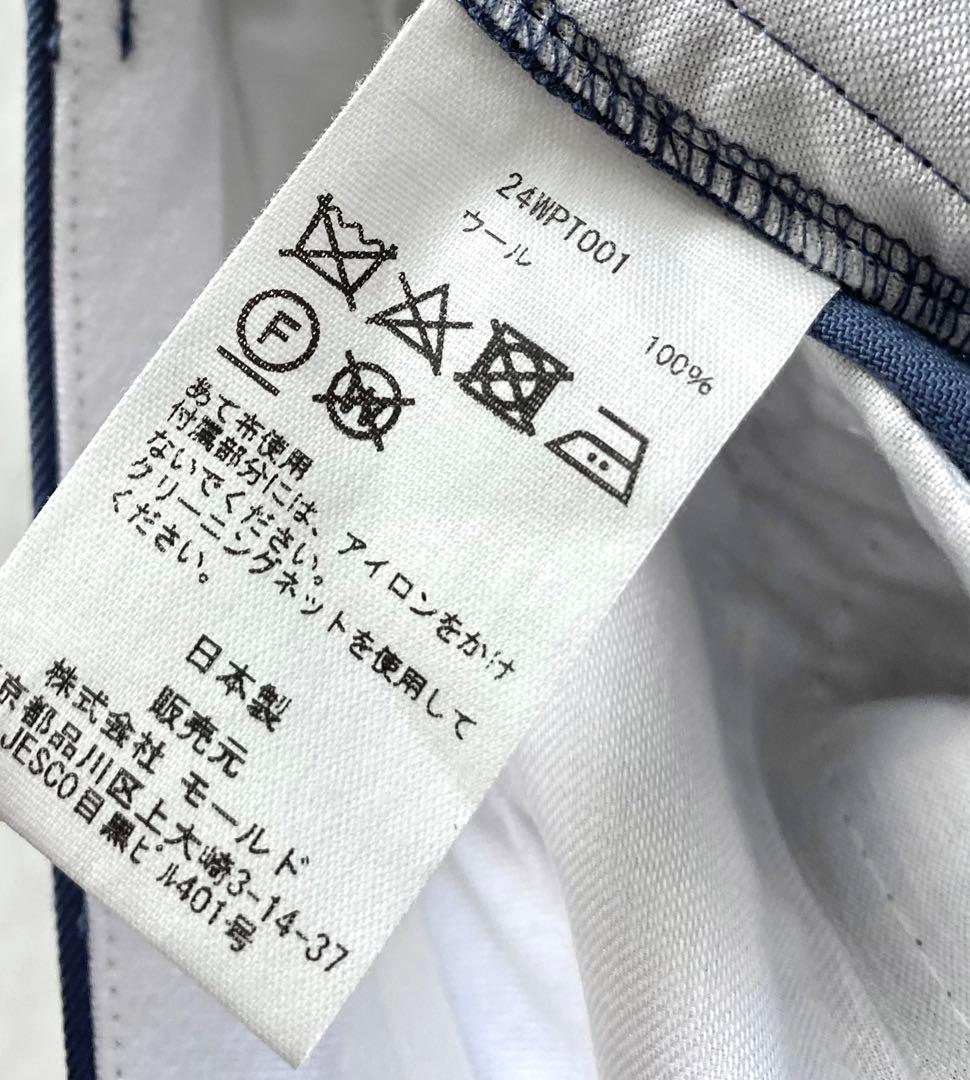 24WPT001
ウール 100%
F
W
あて布使用
付属部分には、アイロンをかけ
ないでください。
クリーニングネットを使用して
ください。
日本製
販売元
株式会社 モールド
京都品川区上大崎3-14-37
JESCO目黒ビル401号